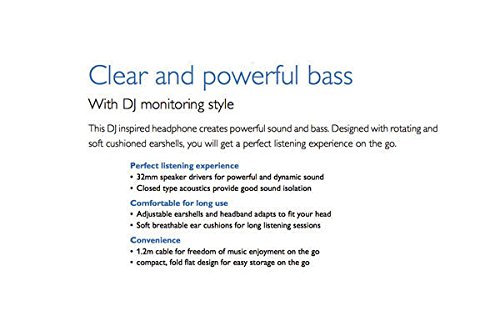 Clear and powerful bass
With DJ monitoring style
This DJ inspired headphone creates powerful sound and bass. Designed with rotating and
soft cushioned earshells, you will get a perfect listening experience on the go.
Perfect listening experience
• 32mm speaker drivers for powerful and dynamic sound
• Closed type acoustics provide good sound isolation
Comfortable for long use
• Adjustable earshells and headband adapts to fit your head
• Soft breathable ear cushions for long listening sessions
Convenience
• 1.2m cable for freedom of music enjoyment on the go
• compact, fold flat design for easy storage on the go